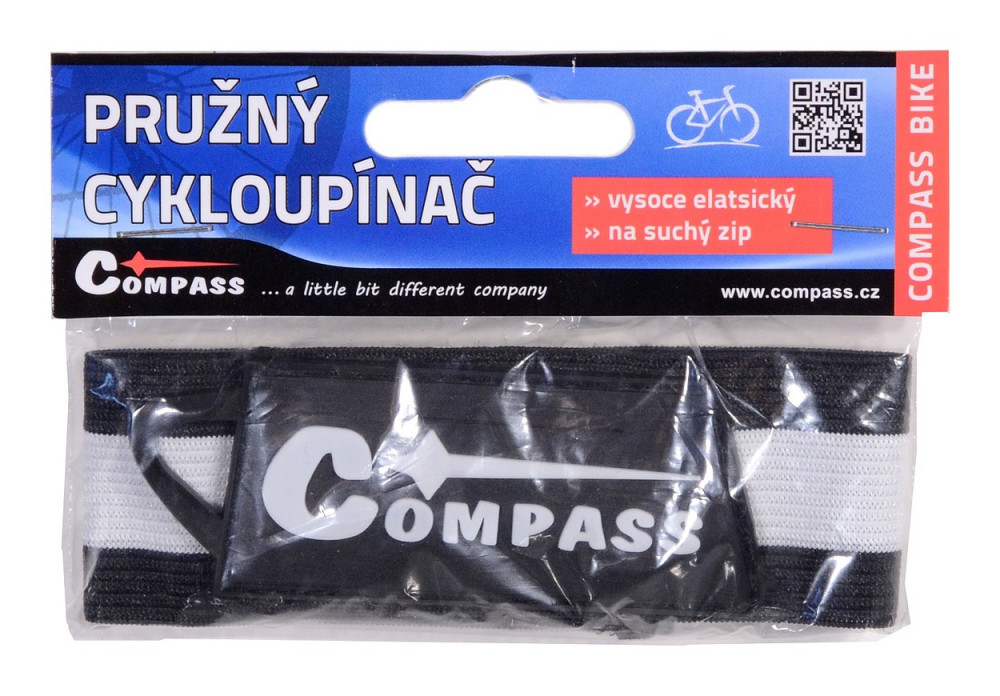 PRUŽNÝ
CYKLOUPÍNAČ
›› vysoce elatsický
›› na suchý zip
COMPASS BIKE
COMPASS
...a little bit different company
www.compass.cz
COMPASS